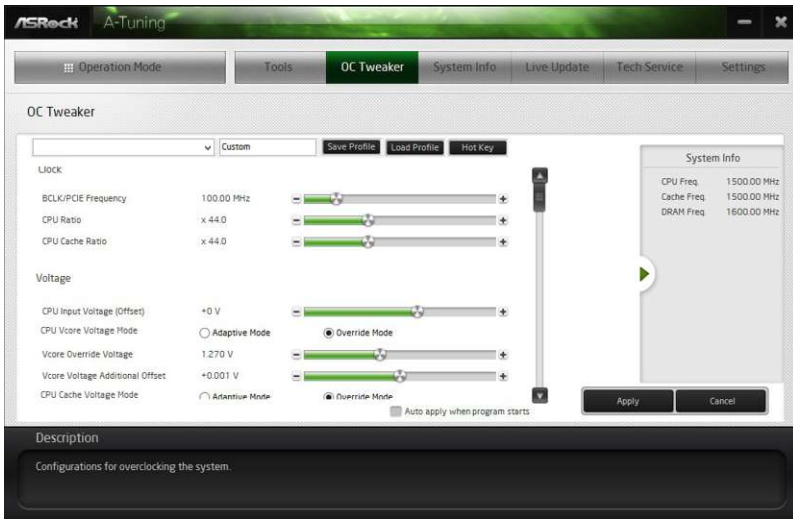 ASRock A-Tuning
Operation Mode Tools OC Tweaker System Info Live Update Tech Service Settings
OC Tweaker
Custom Save Profile Load Profile Hot Key
Clock
BCLK/PCIE Frequency 100.00 MHz
CPU Ratio x 44.0
CPU Cache Ratio x 44.0
Voltage
CPU Input Voltage (Offset) +0 V
CPU Vcore Voltage Mode Adaptive Mode Override Mode
Vcore Override Voltage 1.270 V
Vcore Voltage Additional Offset +0.001 V
CPU Cache Voltage Mode Adaptive Mode Override Mode
Auto apply when program starts
System Info
CPU Freq. 1500.00 MHz
Cache Freq. 1500.00 MHz
DRAM Freq. 1600.00 MHz
Apply Cancel
Description
Configurations for overclocking the system.